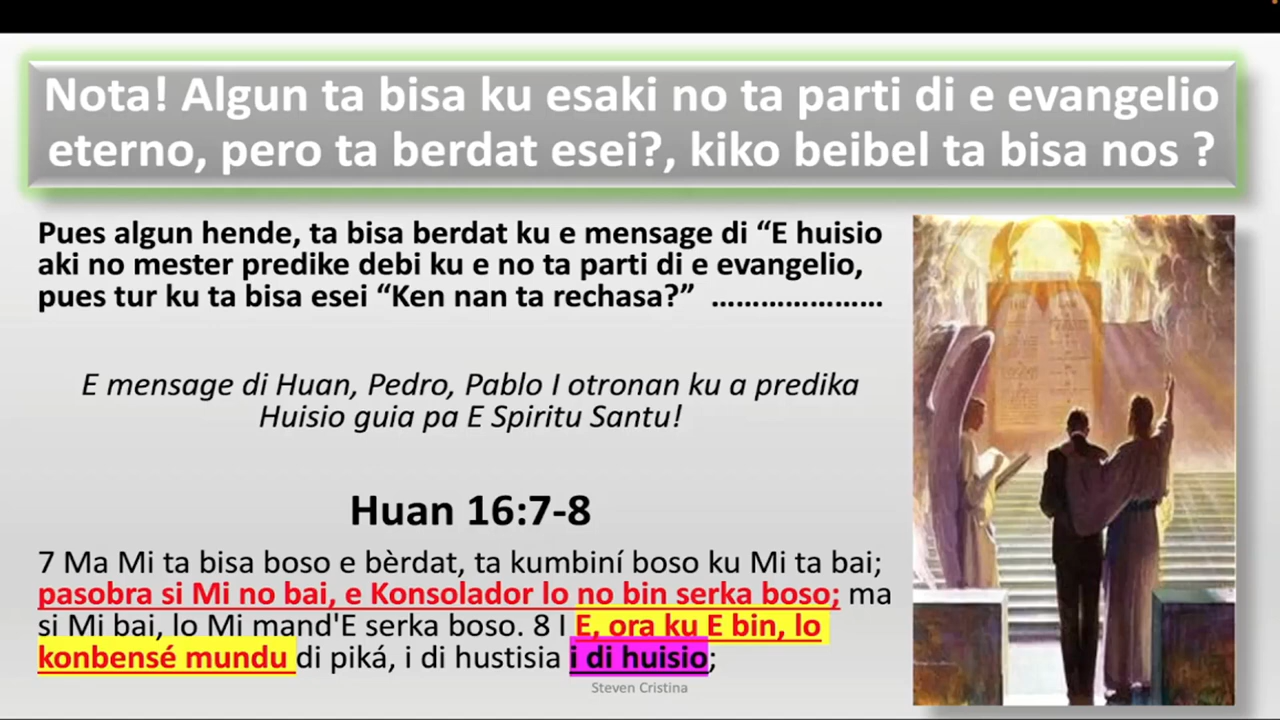 Nota! Algun ta bisa ku esaki no ta parti di e evangelio
eterno, pero ta berdat esei?, kiko beibel ta bisa nos ?
Pues algun hende, ta bisa berdat ku e mensage di “E huisio
aki no mester predike debi ku e no ta parti di e evangelio,
pues tur ku ta bisa esei “Ken nan ta rechasa?” …………………
E mensage di Huan, Pedro, Pablo I otronan ku a predika
Huisio guia pa E Spiritu Santu!
Huan 16:7-8
7 Ma Mi ta bisa boso e bèrdat, ta kumbiní boso ku Mi ta bai;
pasobra si Mi no bai, e Konsolador lo no bin serka boso; ma
si Mi bai, lo Mi mand'E serka boso. 8 I E, ora ku E bin, lo
konbensé mundu di piká, i di hustisia i di huisio;
Steven Cristina